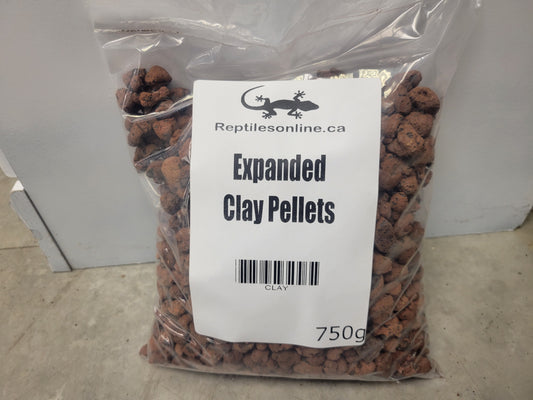 Reptilesonline.ca
Expanded
Clay Pellets
CLAY
750g